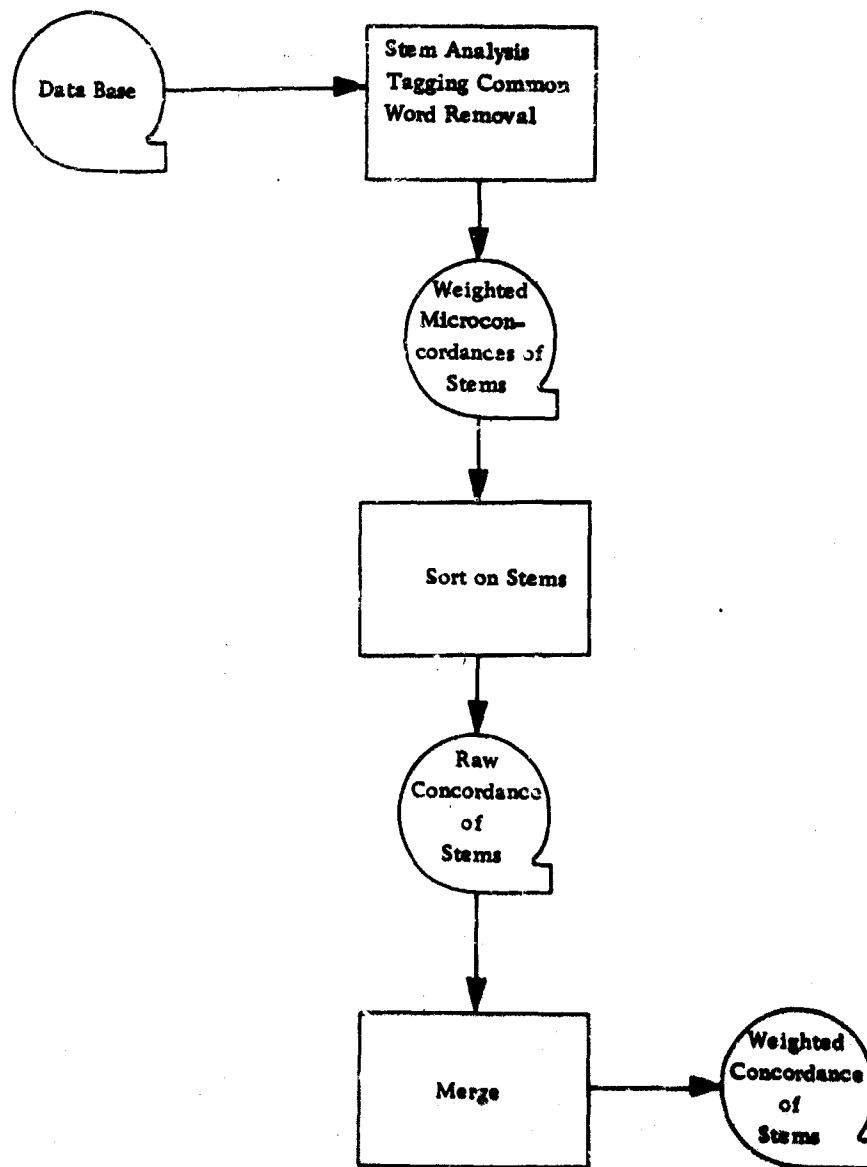 Data Base
Stem Analysis
Tagging Common
Word Removal
Weighted
Microcon-
cordances of
Stems
Sort on Stems
Raw
Concordance
of
Stems
Merge
Weighted
Concordance
of
Stems